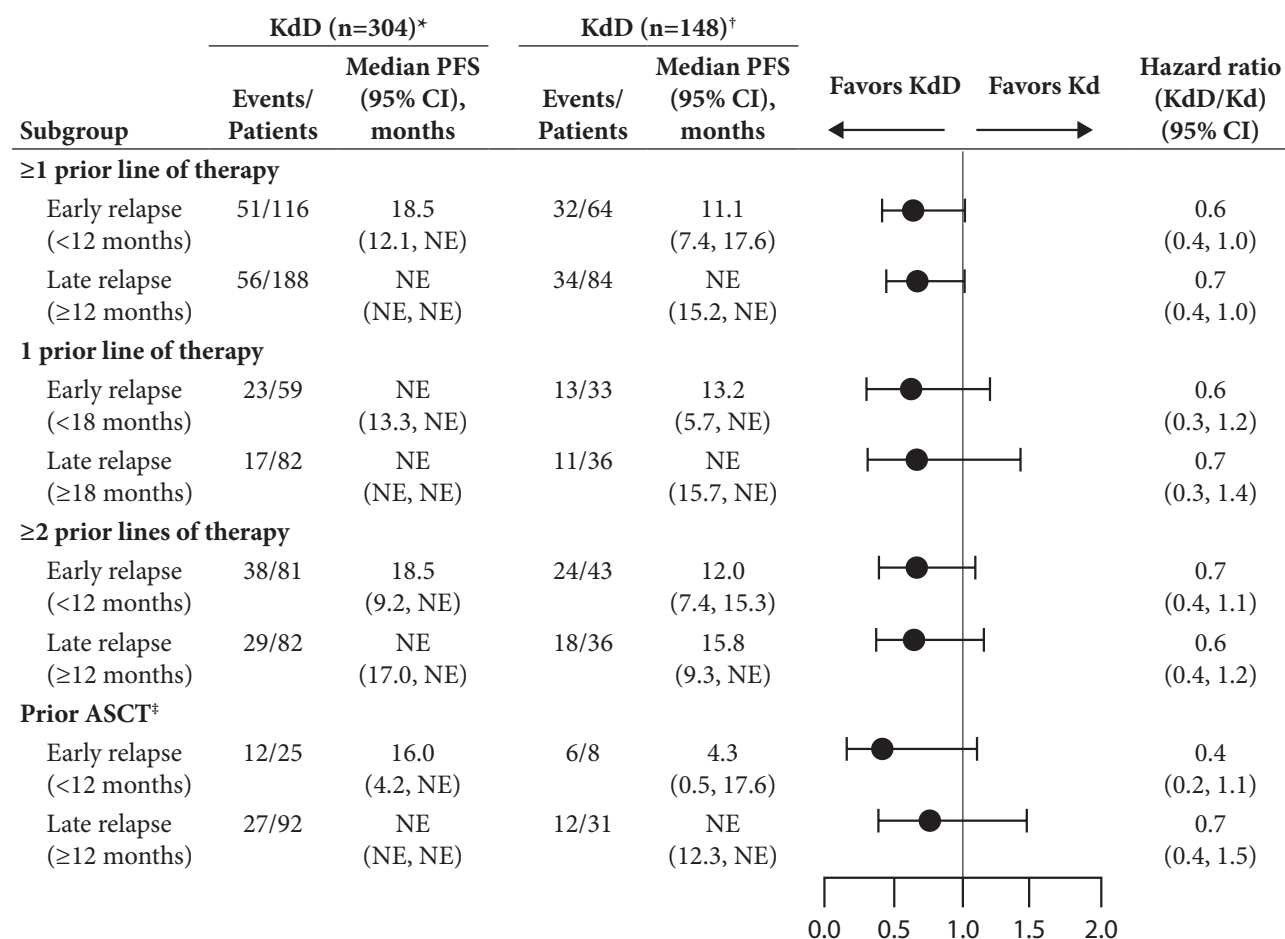 KdD (n=304)* KdD (n=148)†
Subgroup Events/ Patients Median PFS (95% CI), months Events/ Patients Median PFS (95% CI), months Favors KdD Favors Kd Hazard ratio (KdD/Kd) (95% CI)
≥1 prior line of therapy
Early relapse 51/116 18.5 32/64 11.1 0.6
(<12 months) (12.1, NE) (7.4, 17.6) (0.4, 1.0)
Late relapse 56/188 NE 34/84 NE 0.7
(≥12 months) (NE, NE) (15.2, NE) (0.4, 1.0)
1 prior line of therapy
Early relapse 23/59 NE 13/33 13.2 0.6
(<18 months) (13.3, NE) (5.7, NE) (0.3, 1.2)
Late relapse 17/82 NE 11/36 NE 0.7
(≥18 months) (NE, NE) (15.7, NE) (0.3, 1.4)
≥2 prior lines of therapy
Early relapse 38/81 18.5 24/43 12.0 0.7
(<12 months) (9.2, NE) (7.4, 15.3) (0.4, 1.1)
Late relapse 29/82 NE 18/36 15.8 0.6
(≥12 months) (17.0, NE) (9.3, NE) (0.4, 1.2)
Prior ASCT‡
Early relapse 12/25 16.0 6/8 4.3 0.4
(<12 months) (4.2, NE) (0.5, 17.6) (0.2, 1.1)
Late relapse 27/92 NE 12/31 NE 0.7
(≥12 months) (NE, NE) (12.3, NE) (0.4, 1.5)
0.0 0.5 1.0 1.5 2.0